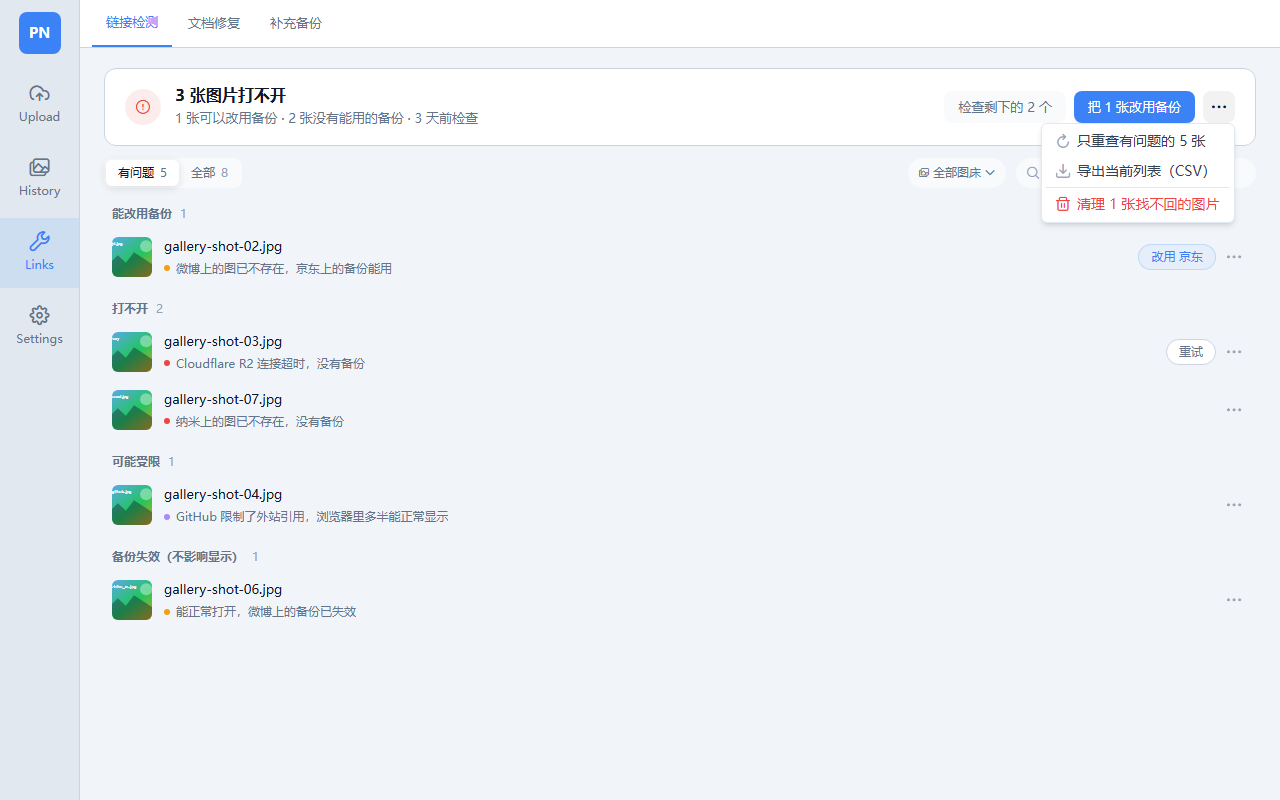 PN
Upload
History
Links
Settings
链接检测
文档修复
补充备份
3 张图片打不开
1 张可以改用备份 · 2 张没有能用的备份 · 3 天前检查
检查剩下的 2 个
把 1 张改用备份
只重查有问题的 5 张
导出当前列表（CSV）
清理 1 张找不回的图片
有问题 5
全部 8
全部图床
能改用备份 1
gallery-shot-02.jpg
微博上的图已不存在，京东上的备份能用
改用 京东
打不开 2
gallery-shot-03.jpg
Cloudflare R2 连接超时，没有备份
重试
gallery-shot-07.jpg
纳米上的图已不存在，没有备份
可能受限 1
gallery-shot-04.jpg
GitHub 限制了外站引用，浏览器里多半能正常显示
备份失效（不影响显示） 1
gallery-shot-06.jpg
能正常打开，微博上的备份已失效